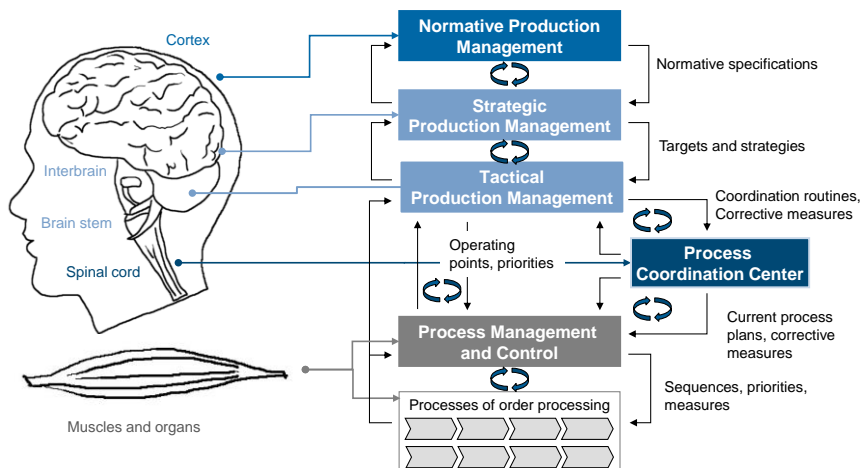 Cortex
Normative Production
Management
Normative specifications
Strategic
Production Management
Targets and strategies
Interbrain
Tactical
Production Management
Coordination routines,
Corrective measures
Brain stem
Operating
points, priorities
Spinal cord
Process
Coordination Center
Process Management
and Control
Current process
plans, corrective
measures
Processes of order processing
Sequences, priorities,
measures
Muscles and organs